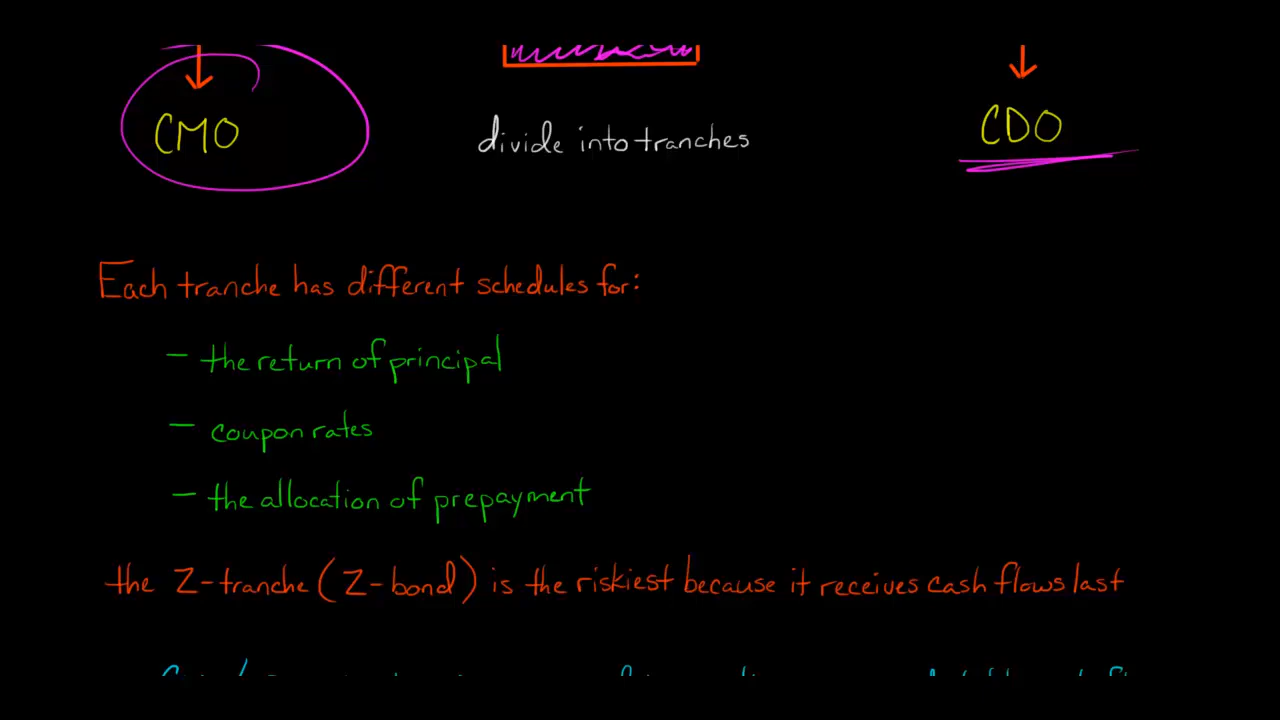 CMO
divide into tranches
CDO
Each tranche has different schedules for:
- the return of principal
- coupon rates
- the allocation of prepayment
the Z-tranche (Z-bond) is the riskiest because it receives cash flows last